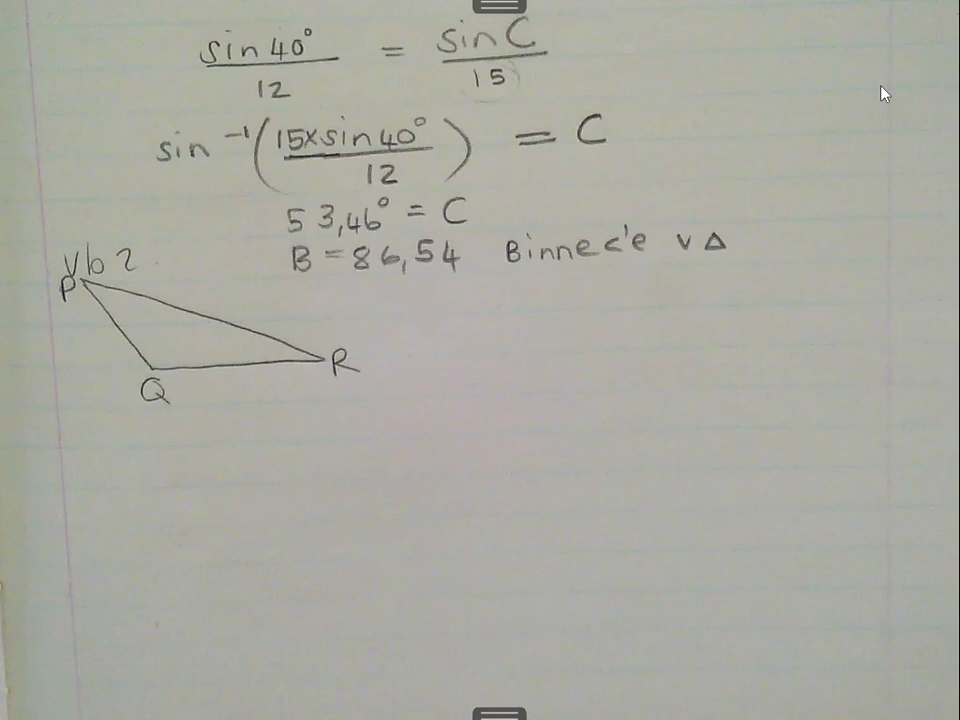 sin 40° / 12 = sin C / 15
sin⁻¹(15×sin 40° / 12) = C
53,46° = C
B = 86,54 Binne <'e v Δ
Vb 2
P
Q
R